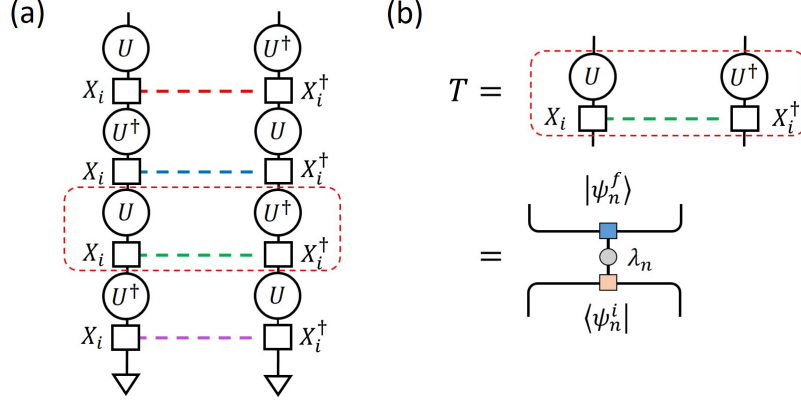 (a)
U U†
X_i X_i†
U† U
X_i X_i†
U U†
X_i X_i†
U† U
X_i X_i†
(b)
T = U U†
X_i X_i†
|ψ_n^f⟩
= λ_n
⟨ψ_n^i|